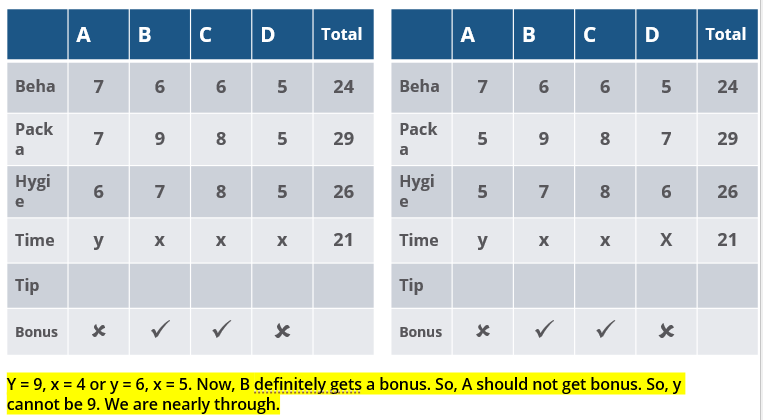 A B C D Total A B C D Total
Beha 7 6 6 5 24 Beha 7 6 6 5 24
Pack 7 9 8 5 29 Pack 5 9 8 7 29
a a
Hygi 6 7 8 5 26 Hygi 5 7 8 6 26
e e
Time y x x x 21 Time y x x X 21
Tip Tip
Bonus ✘ ✓ ✓ ✘ Bonus ✘ ✓ ✓ ✘
Y = 9, x = 4 or y = 6, x = 5. Now, B definitely gets a bonus. So, A should not get bonus. So, y
cannot be 9. We are nearly through.